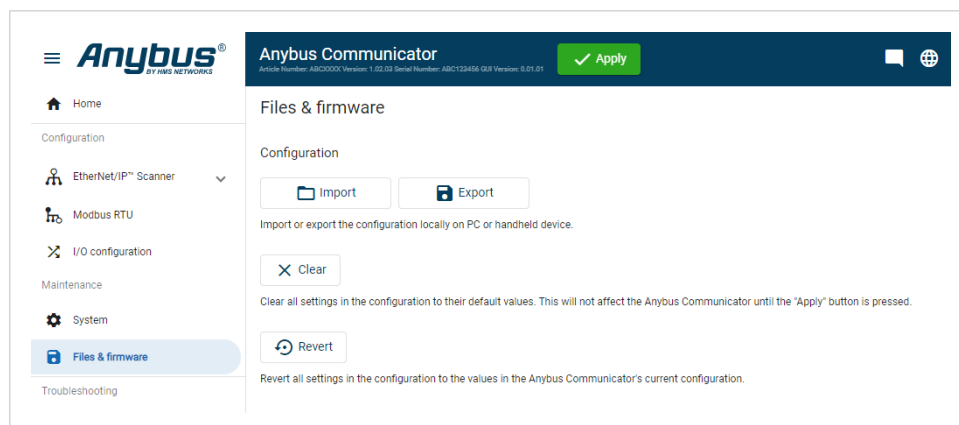 Anybus®
BY HMS NETWORKS
Anybus Communicator
Article Number: ABC3XXX Version: 1.02.03 Serial Number: ABC123456 GUI Version: 0.01.01
Apply
Home
Configuration
EtherNet/IP™ Scanner
Modbus RTU
I/O configuration
Maintenance
System
Files & firmware
Troubleshooting
Files & firmware
Configuration
Import
Export
Import or export the configuration locally on PC or handheld device.
Clear
Clear all settings in the configuration to their default values. This will not affect the Anybus Communicator until the "Apply" button is pressed.
Revert
Revert all settings in the configuration to the values in the Anybus Communicator's current configuration.